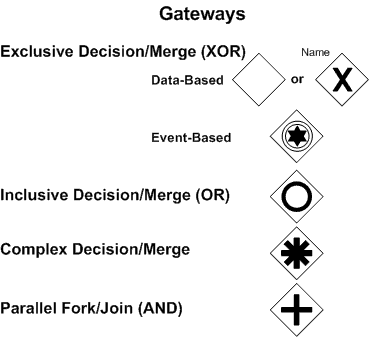 Gateways
Exclusive Decision/Merge (XOR)
Name
Data-Based
or
X
Event-Based
Inclusive Decision/Merge (OR)
Complex Decision/Merge
Parallel Fork/Join (AND)